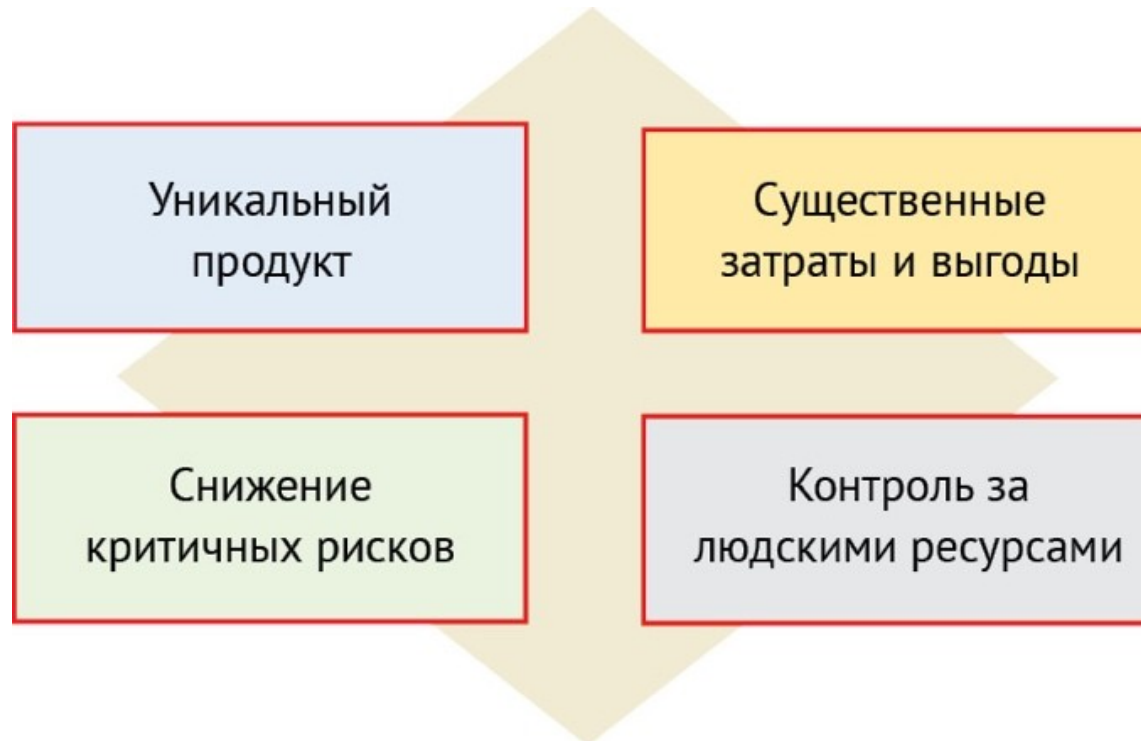 Уникальный
продукт
Существенные
затраты и выгоды
Снижение
критичных рисков
Контроль за
людскими ресурсами